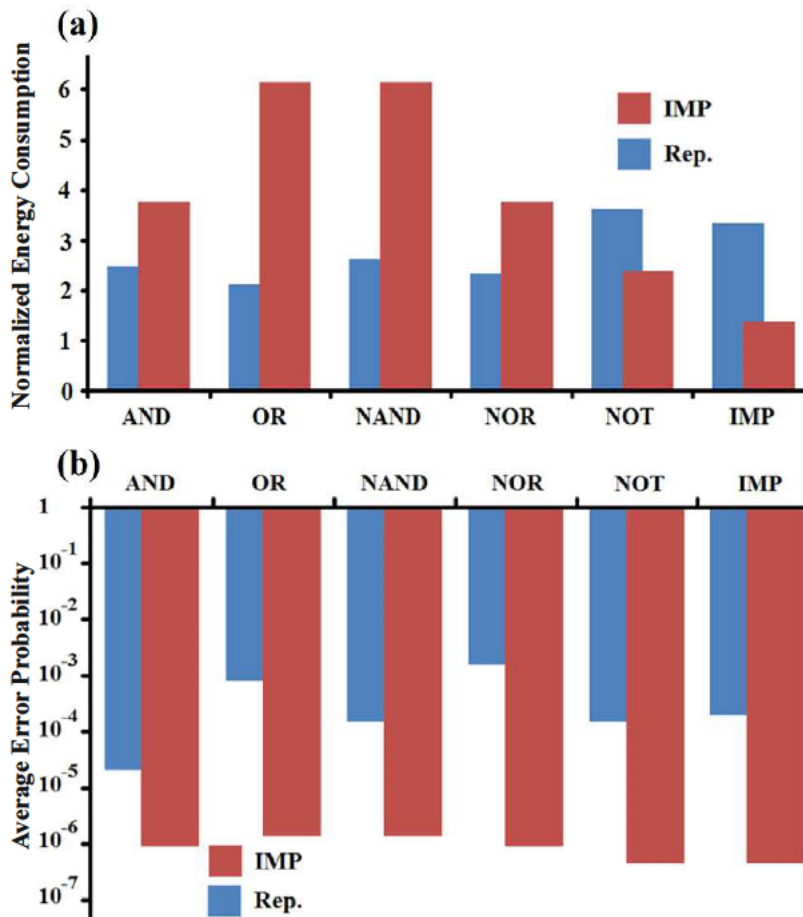 (a)
Normalized Energy Consumption
6
5
4
3
2
1
0
IMP
Rep.
AND OR NAND NOR NOT IMP
(b)
AND OR NAND NOR NOT IMP
Average Error Probability
1
10^-1
10^-2
10^-3
10^-4
10^-5
10^-6
10^-7
IMP
Rep.